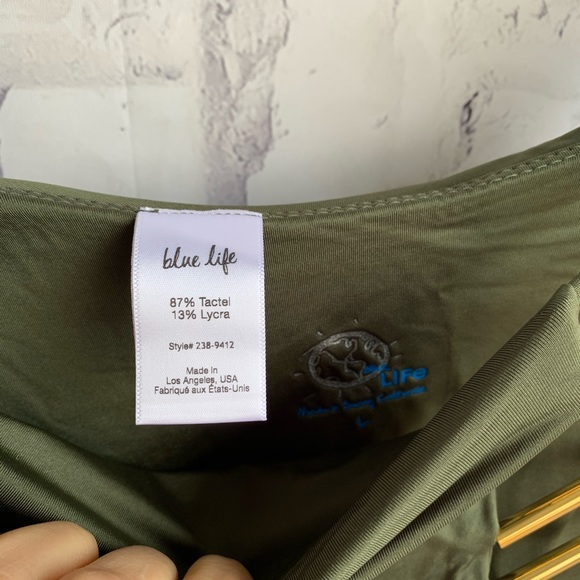 blue life
87% Tactel
13% Lycra
Style# 238-9412
Made in
Los Angeles, USA
Fabriqué aux États-Unis
LiFE
L